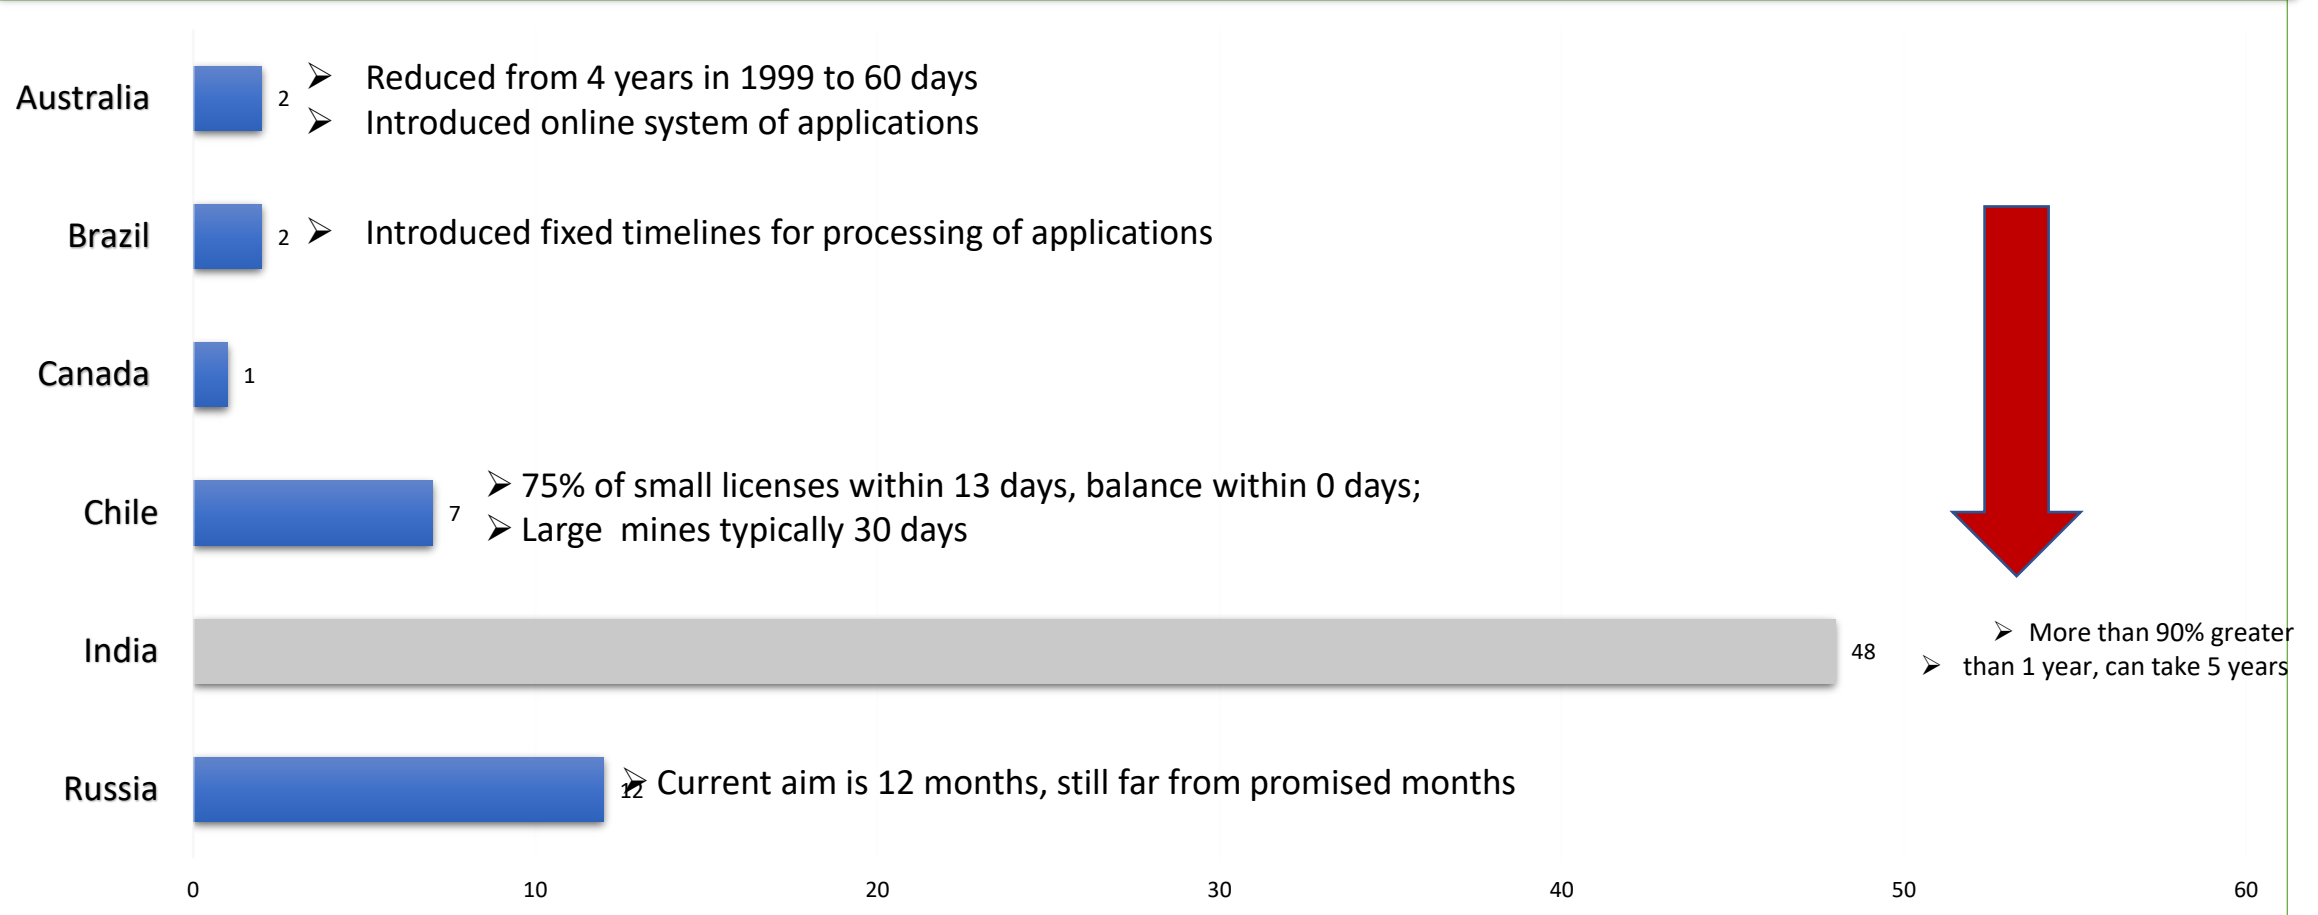 Australia
2
➢ Reduced from 4 years in 1999 to 60 days
➢ Introduced online system of applications
Brazil
2
➢ Introduced fixed timelines for processing of applications
Canada
1
Chile
7
➢ 75% of small licenses within 13 days, balance within 0 days;
➢ Large  mines typically 30 days
India
48
➢ More than 90% greater
➢ than 1 year, can take 5 years
Russia
12
➢ Current aim is 12 months, still far from promised months
0 10 20 30 40 50 60